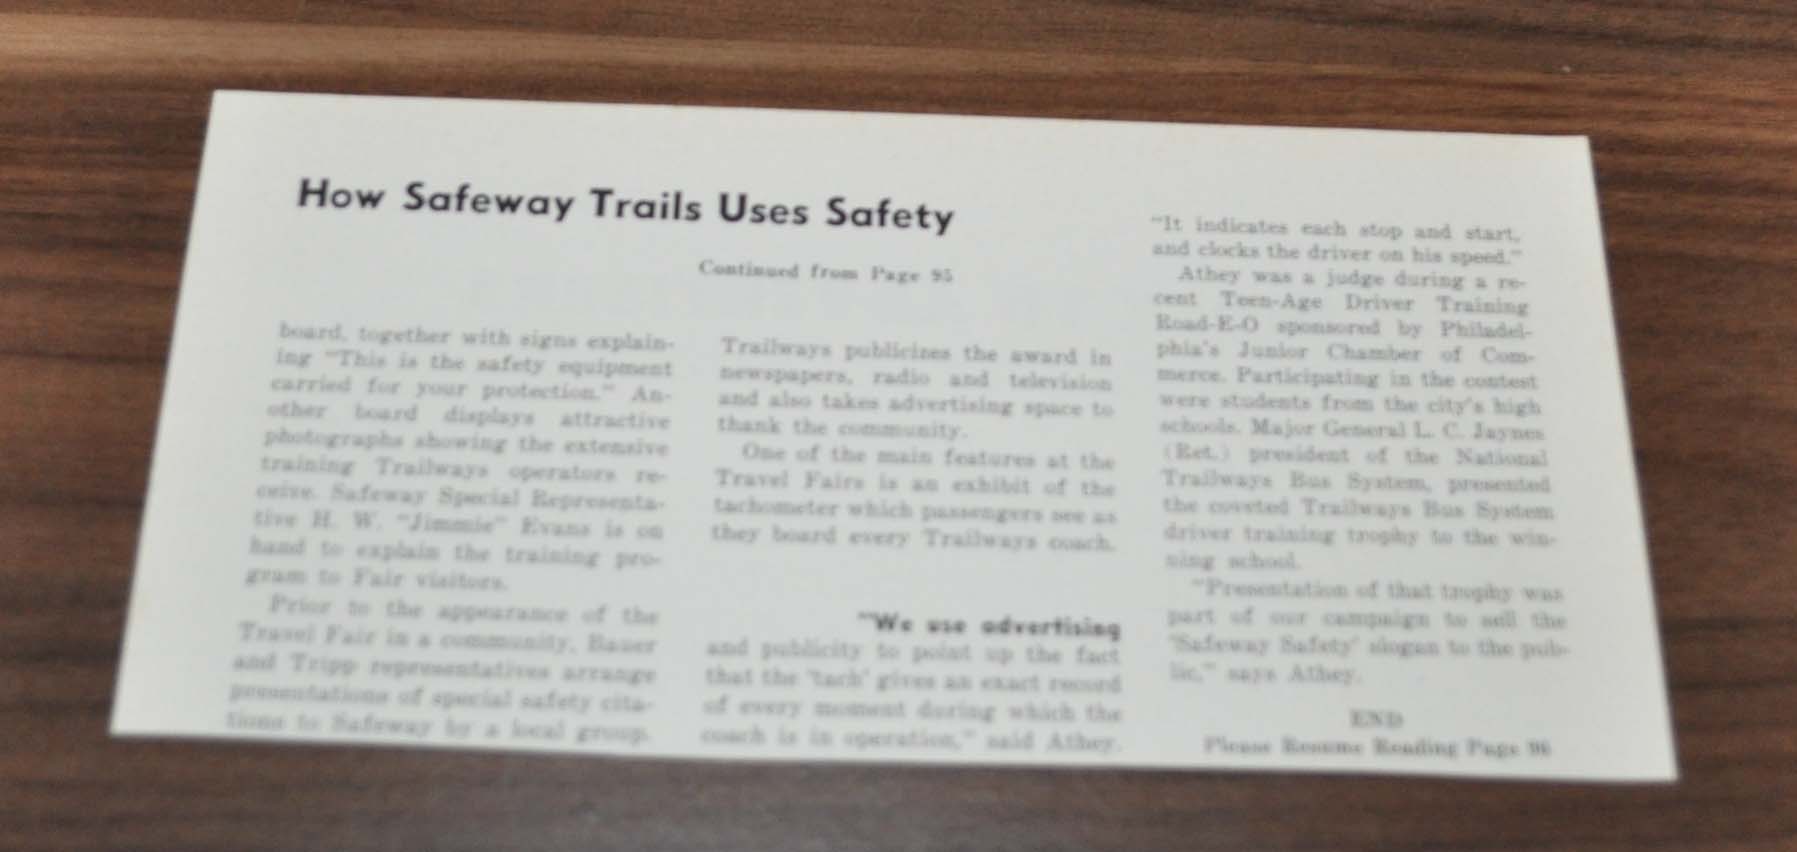 How Safeway Trails Uses Safety
Continued from Page 95
board, together with signs explain-
ing "This is the safety equipment
carried for your protection." An-
other board displays attractive
photographs showing the extensive
training Trailways operators re-
ceive. Safeway Special Representa-
tive H. W. "Jimmie" Evans is on
hand to explain the training pro-
gram to Fair visitors.
Prior to the appearance of the
Travel Fair in a community, Bauer
and Tripp representatives arrange
presentations of special safety cita-
tions to Safeway by a local group.
Trailways publicizes the award in
newspapers, radio and television
and also takes advertising space to
thank the community.
One of the main features at the
Travel Fairs is an exhibit of the
tachometer which passengers see as
they board every Trailways coach.
"We use advertising
and publicity to point up the fact
that the 'tach' gives an exact record
of every moment during which the
coach is in operation," said Athey.
"It indicates each stop and start,
and clocks the driver on his speed."
Athey was a judge during a re-
cent Teen-Age Driver Training
Road-E-O sponsored by Philadel-
phia's Junior Chamber of Com-
merce. Participating in the contest
were students from the city's high
schools. Major General L. C. Jaynes
(Ret.) president of the National
Trailways Bus System, presented
the coveted Trailways Bus System
driver training trophy to the win-
ning school.
"Presentation of that trophy was
part of our campaign to sell the
'Safeway Safety' slogan to the pub-
lic," says Athey.
END
Please Resume Reading Page 96